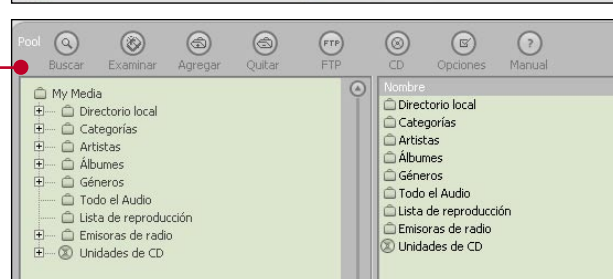 Pool
Buscar Examinar Agregar Quitar FTP CD Opciones Manual
FTP
?
My Media
Directorio local
Categorías
Artistas
Álbumes
Géneros
Todo el Audio
Lista de reproducción
Emisoras de radio
Unidades de CD
Nombre
Directorio local
Categorías
Artistas
Álbumes
Géneros
Todo el Audio
Lista de reproducción
Emisoras de radio
Unidades de CD